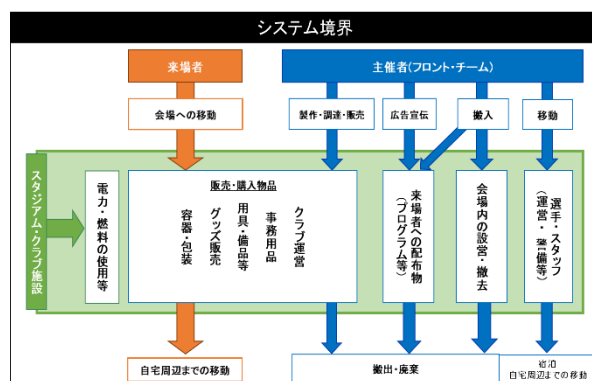 システム境界
来場者
主催者(フロント・チーム)
会場への移動
製作・調達・販売
広告宣伝
搬入
移動
スタジアム・クラブ施設
電力・燃料の使用等
販売・購入物品
クラブ運営
事務用品
用具・備品等
グッズ販売
容器・包装
来場者への配布物
(プログラム等)
会場内の設営・撤去
選手・スタッフ
(運営・警備等)
自宅周辺までの移動
搬出・廃棄
宿泊
自宅周辺までの移動